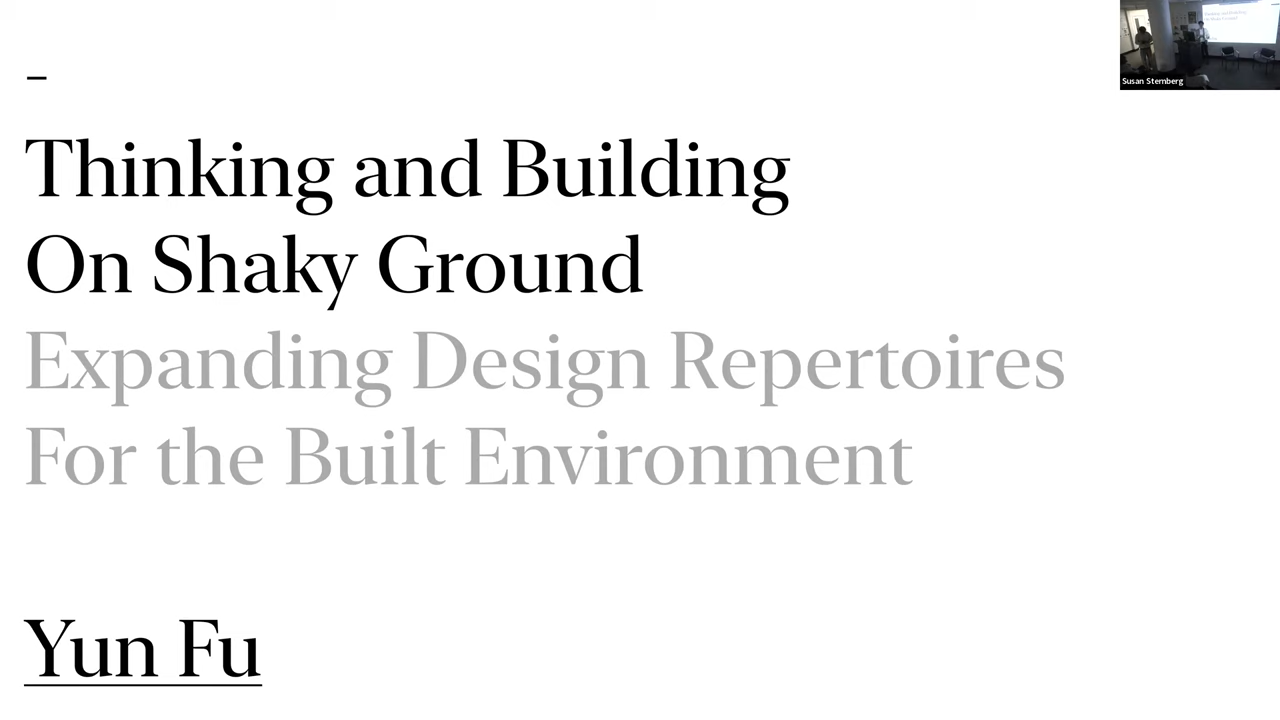 –
Thinking and Building
On Shaky Ground
Expanding Design Repertoires
For the Built Environment
Yun Fu
Susan Sternberg